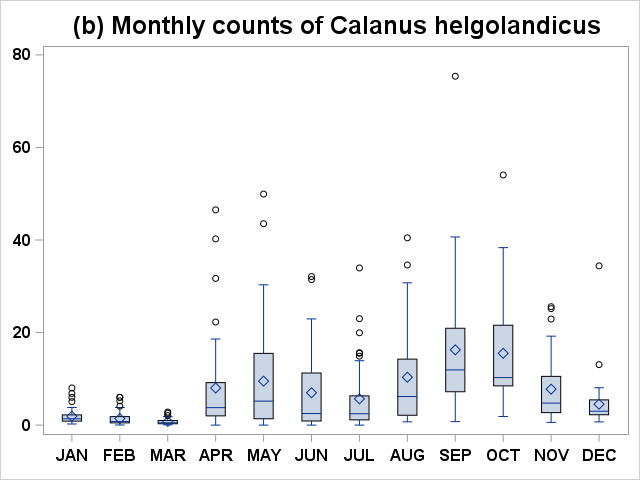 (b) Monthly counts of Calanus helgolandicus
80
60
40
20
0
JAN FEB MAR APR MAY JUN JUL AUG SEP OCT NOV DEC